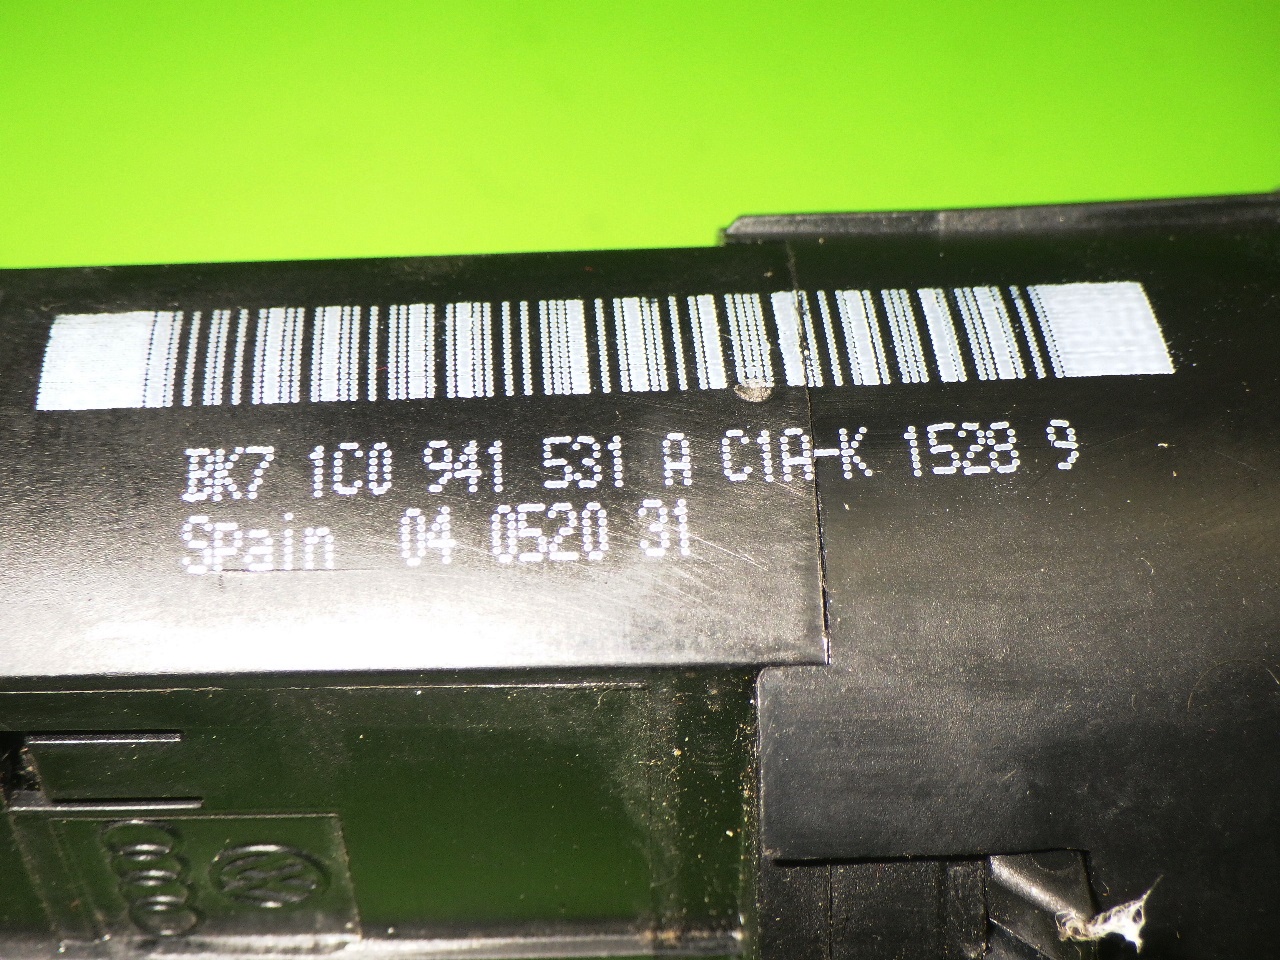 BK7 1C0 941 531 A C1A-K 1528 9
Spain 04 0520 31